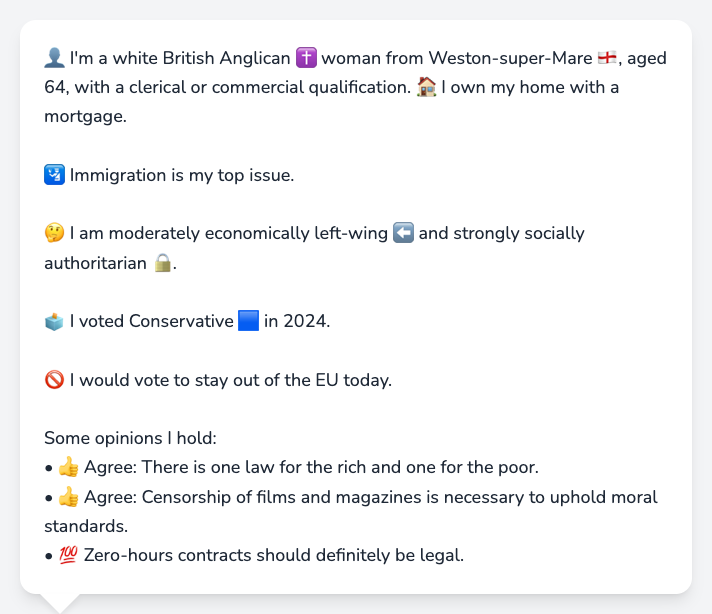 👤 I'm a white British Anglican ✝️ woman from Weston-super-Mare 🏴󠁧󠁢󠁥󠁮󠁧󠁿, aged
64, with a clerical or commercial qualification. 🏠 I own my home with a
mortgage.
🛂 Immigration is my top issue.
🤔 I am moderately economically left-wing ⬅️ and strongly socially
authoritarian 🔒.
🗳️ I voted Conservative 🟦 in 2024.
🚫 I would vote to stay out of the EU today.
Some opinions I hold:
• 👍 Agree: There is one law for the rich and one for the poor.
• 👍 Agree: Censorship of films and magazines is necessary to uphold moral
standards.
• 💯 Zero-hours contracts should definitely be legal.